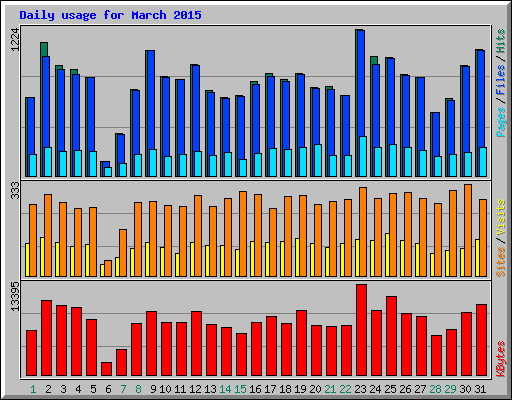 Daily usage for March 2015
1224
Pages/Files/Hits
333
Sites/Visits
13395
KBytes
1 2 3 4 5 6 7 8 9 10 11 12 13 14 15 16 17 18 19 20 21 22 23 24 25 26 27 28 29 30 31